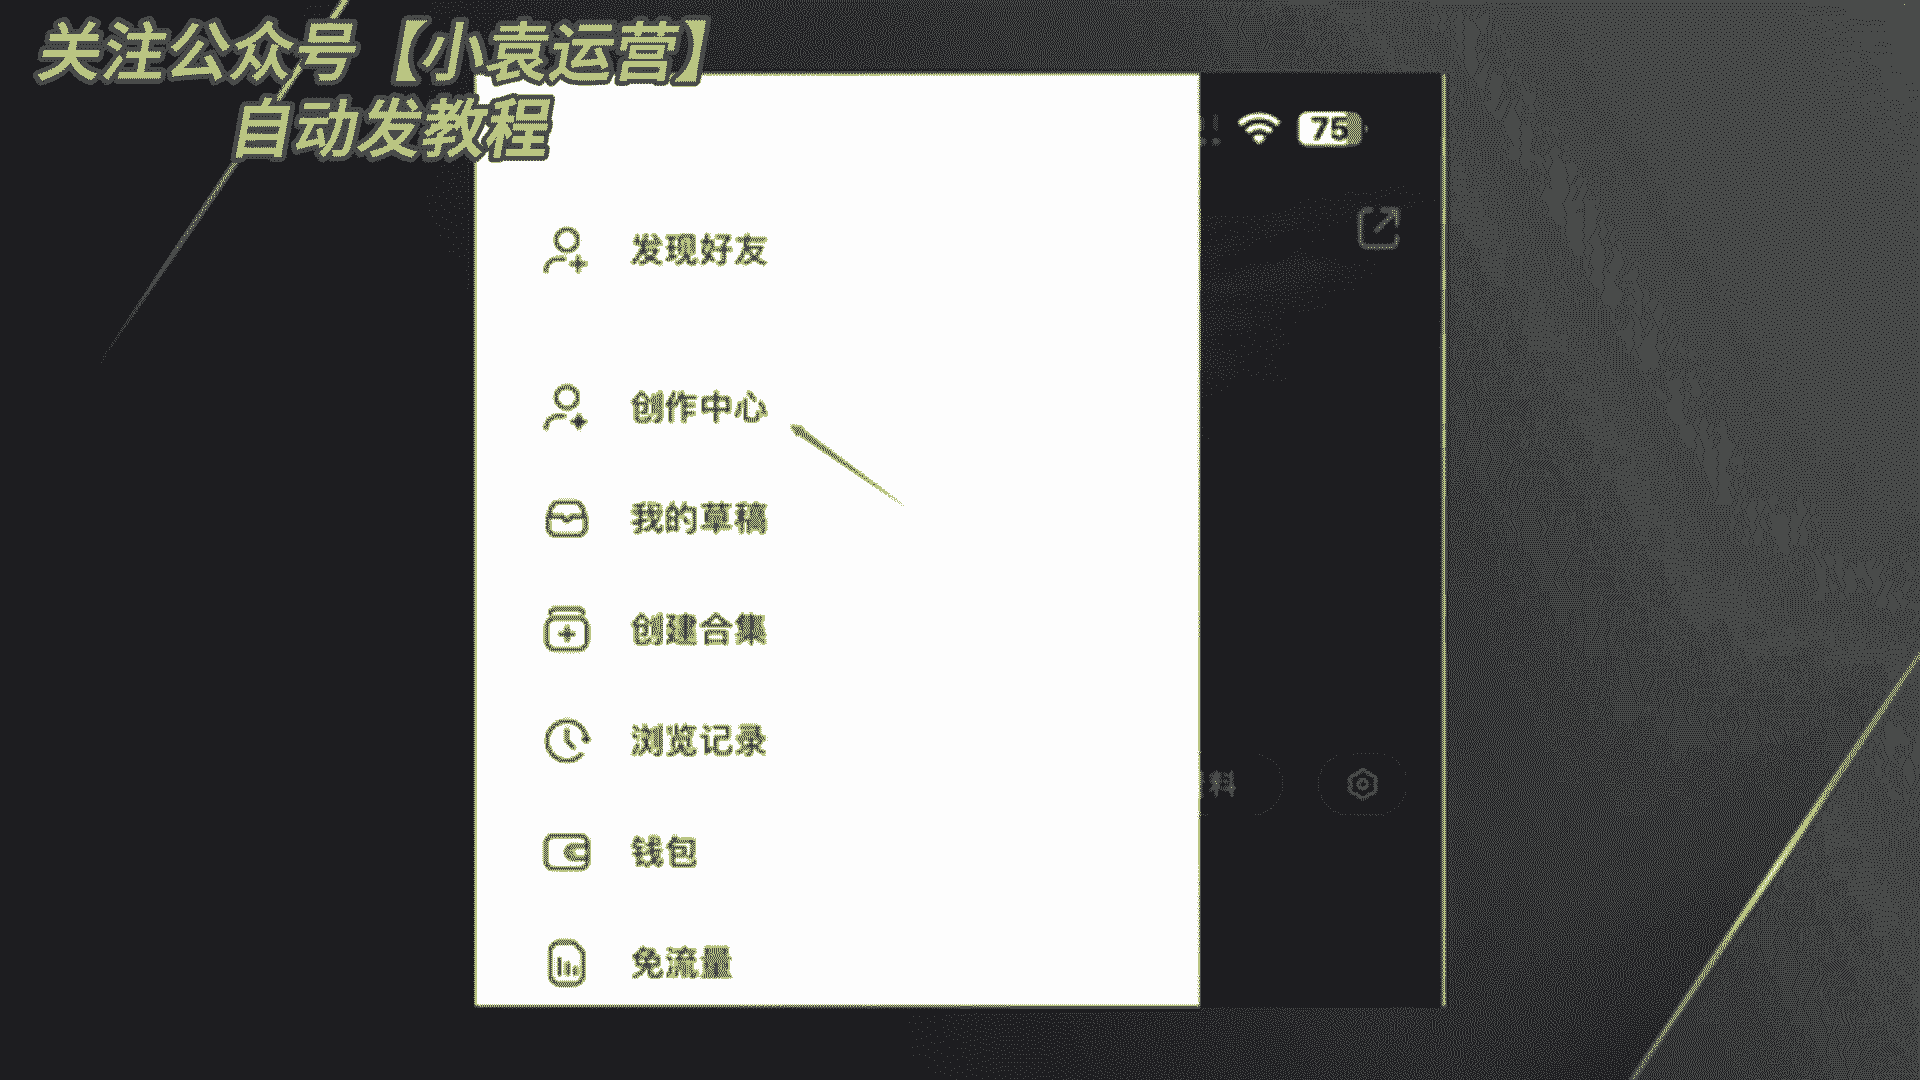 关注公众号【小袁运营】
自动发教程
75
发现好友
创作中心
我的草稿
创建合集
浏览记录
料
钱包
免流量